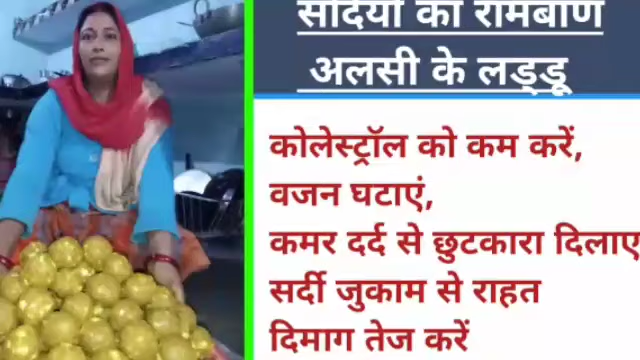 सर्दियों का रामबाण
अलसी के लड्डू
कोलेस्ट्रॉल को कम करें,
वजन घटाएं,
कमर दर्द से छुटकारा दिलाए
सर्दी जुकाम से राहत
दिमाग तेज करें